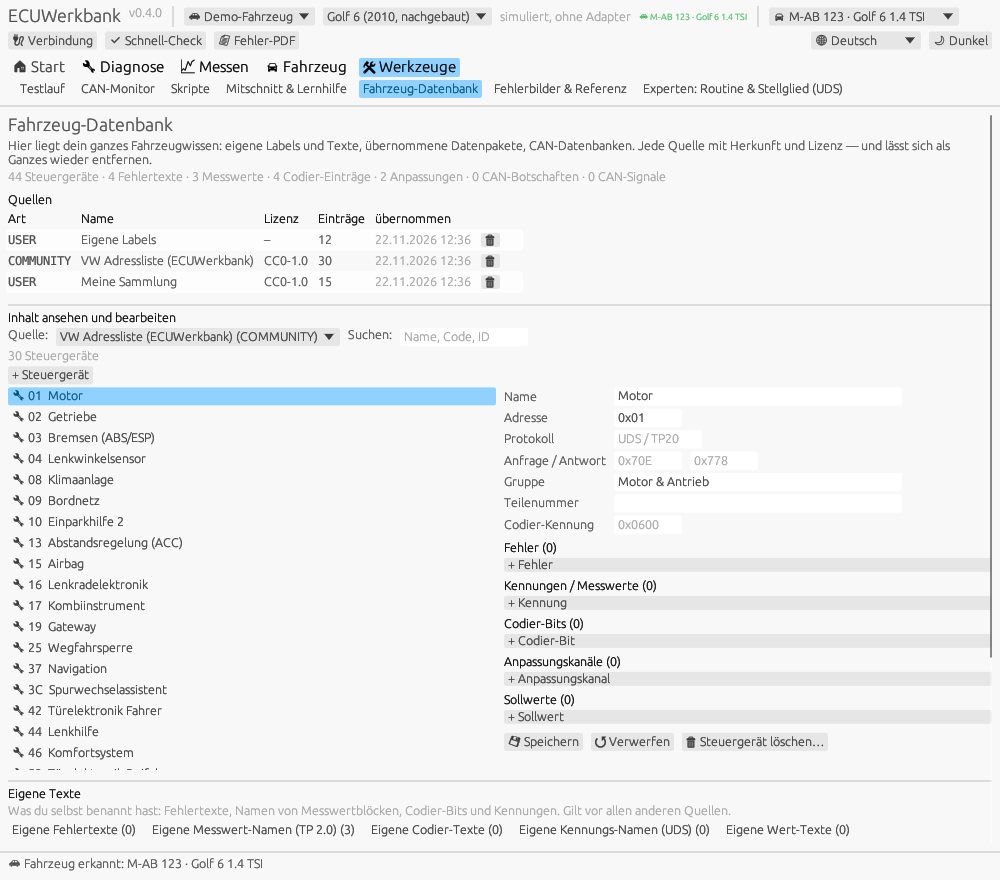 ECUWerkbank v0.4.0 Demo-Fahrzeug Golf 6 (2010, nachgebaut) simuliert, ohne Adapter M-AB 123 · Golf 6 1.4 TSI M-AB 123 · Golf 6 1.4 TSI
Verbindung Schnell-Check Fehler-PDF Deutsch Dunkel
Start Diagnose Messen Fahrzeug Werkzeuge
Testlauf CAN-Monitor Skripte Mitschnitt & Lernhilfe Fahrzeug-Datenbank Fehlerbilder & Referenz Experten: Routine & Stellglied (UDS)
Fahrzeug-Datenbank
Hier liegt dein ganzes Fahrzeugwissen: eigene Labels und Texte, übernommene Datenpakete, CAN-Datenbanken. Jede Quelle mit Herkunft und Lizenz — und lässt sich als
Ganzes wieder entfernen.
44 Steuergeräte · 4 Fehlertexte · 3 Messwerte · 4 Codier-Einträge · 2 Anpassungen · 0 CAN-Botschaften · 0 CAN-Signale
Quellen
Art Name Lizenz Einträge übernommen
USER Eigene Labels – 12 22.11.2026 12:36
COMMUNITY VW Adressliste (ECUWerkbank) CC0-1.0 30 22.11.2026 12:36
USER Meine Sammlung CC0-1.0 15 22.11.2026 12:36
Inhalt ansehen und bearbeiten
Quelle: VW Adressliste (ECUWerkbank) (COMMUNITY) Suchen: Name, Code, ID
30 Steuergeräte
+ Steuergerät
01 Motor
02 Getriebe
03 Bremsen (ABS/ESP)
04 Lenkwinkelsensor
08 Klimaanlage
09 Bordnetz
10 Einparkhilfe 2
13 Abstandsregelung (ACC)
15 Airbag
16 Lenkradelektronik
17 Kombiinstrument
19 Gateway
25 Wegfahrsperre
37 Navigation
3C Spurwechselassistent
42 Türelektronik Fahrer
44 Lenkhilfe
46 Komfortsystem
Name Motor
Adresse 0x01
Protokoll UDS / TP20
Anfrage / Antwort 0x70E 0x778
Gruppe Motor & Antrieb
Teilenummer
Codier-Kennung 0x0600
Fehler (0)
+ Fehler
Kennungen / Messwerte (0)
+ Kennung
Codier-Bits (0)
+ Codier-Bit
Anpassungskanäle (0)
+ Anpassungskanal
Sollwerte (0)
+ Sollwert
Speichern Verwerfen Steuergerät löschen...
Eigene Texte
Was du selbst benannt hast: Fehlertexte, Namen von Messwertblöcken, Codier-Bits und Kennungen. Gilt vor allen anderen Quellen.
Eigene Fehlertexte (0) Eigene Messwert-Namen (TP 2.0) (3) Eigene Codier-Texte (0) Eigene Kennungs-Namen (UDS) (0) Eigene Wert-Texte (0)
Fahrzeug erkannt: M-AB 123 · Golf 6 1.4 TSI